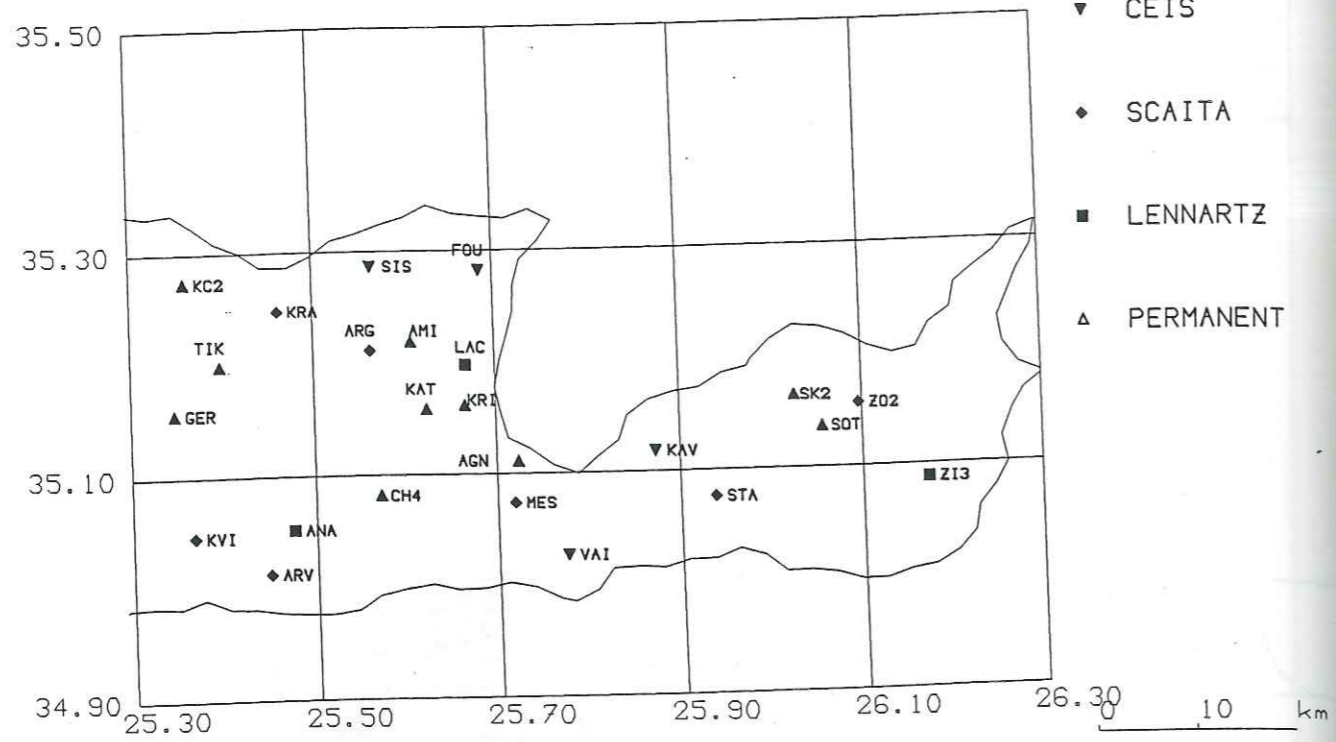 CEIS
35.50
SCAITA
LENNARTZ
FOU
35.30
SIS
KC2
KRA
PERMANENT
ARG
AMI
TIK
LAC
KAT
KRI
SK2
ZO2
GER
SOT
KAV
AGN
35.10
CH4
MES
STA
ZI3
KVI
ANA
VAI
ARV
34.90
25.30
25.50
25.70
25.90
26.10
26.30
0 10 km